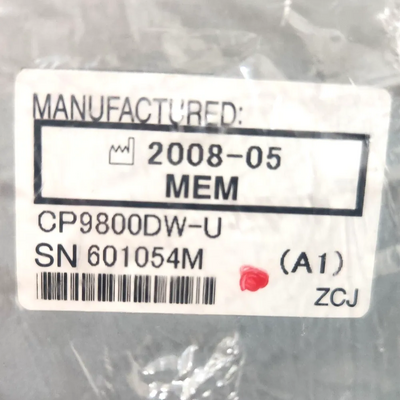 MANUFACTURED:
2008-05
MEM
CP9800DW-U
SN 601054M
(A1)
ZCJ